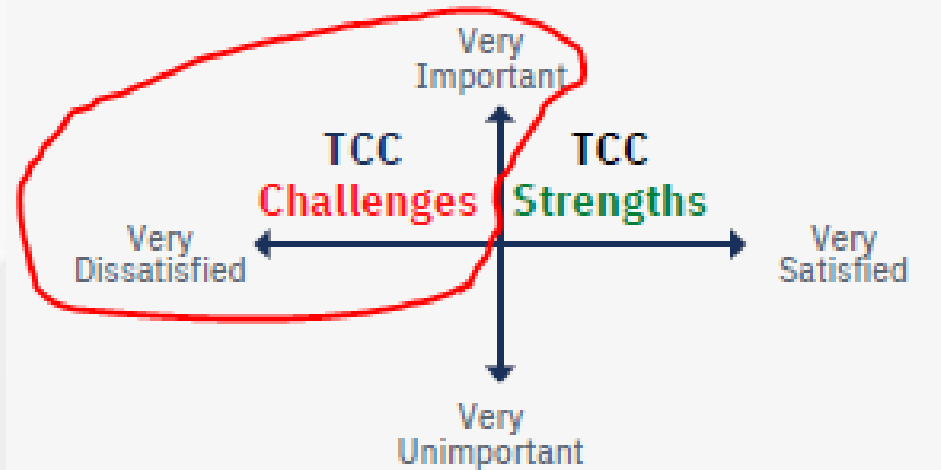 Very
Important
TCC
Challenges
TCC
Strengths
Very
Dissatisfied
Very
Satisfied
Very
Unimportant